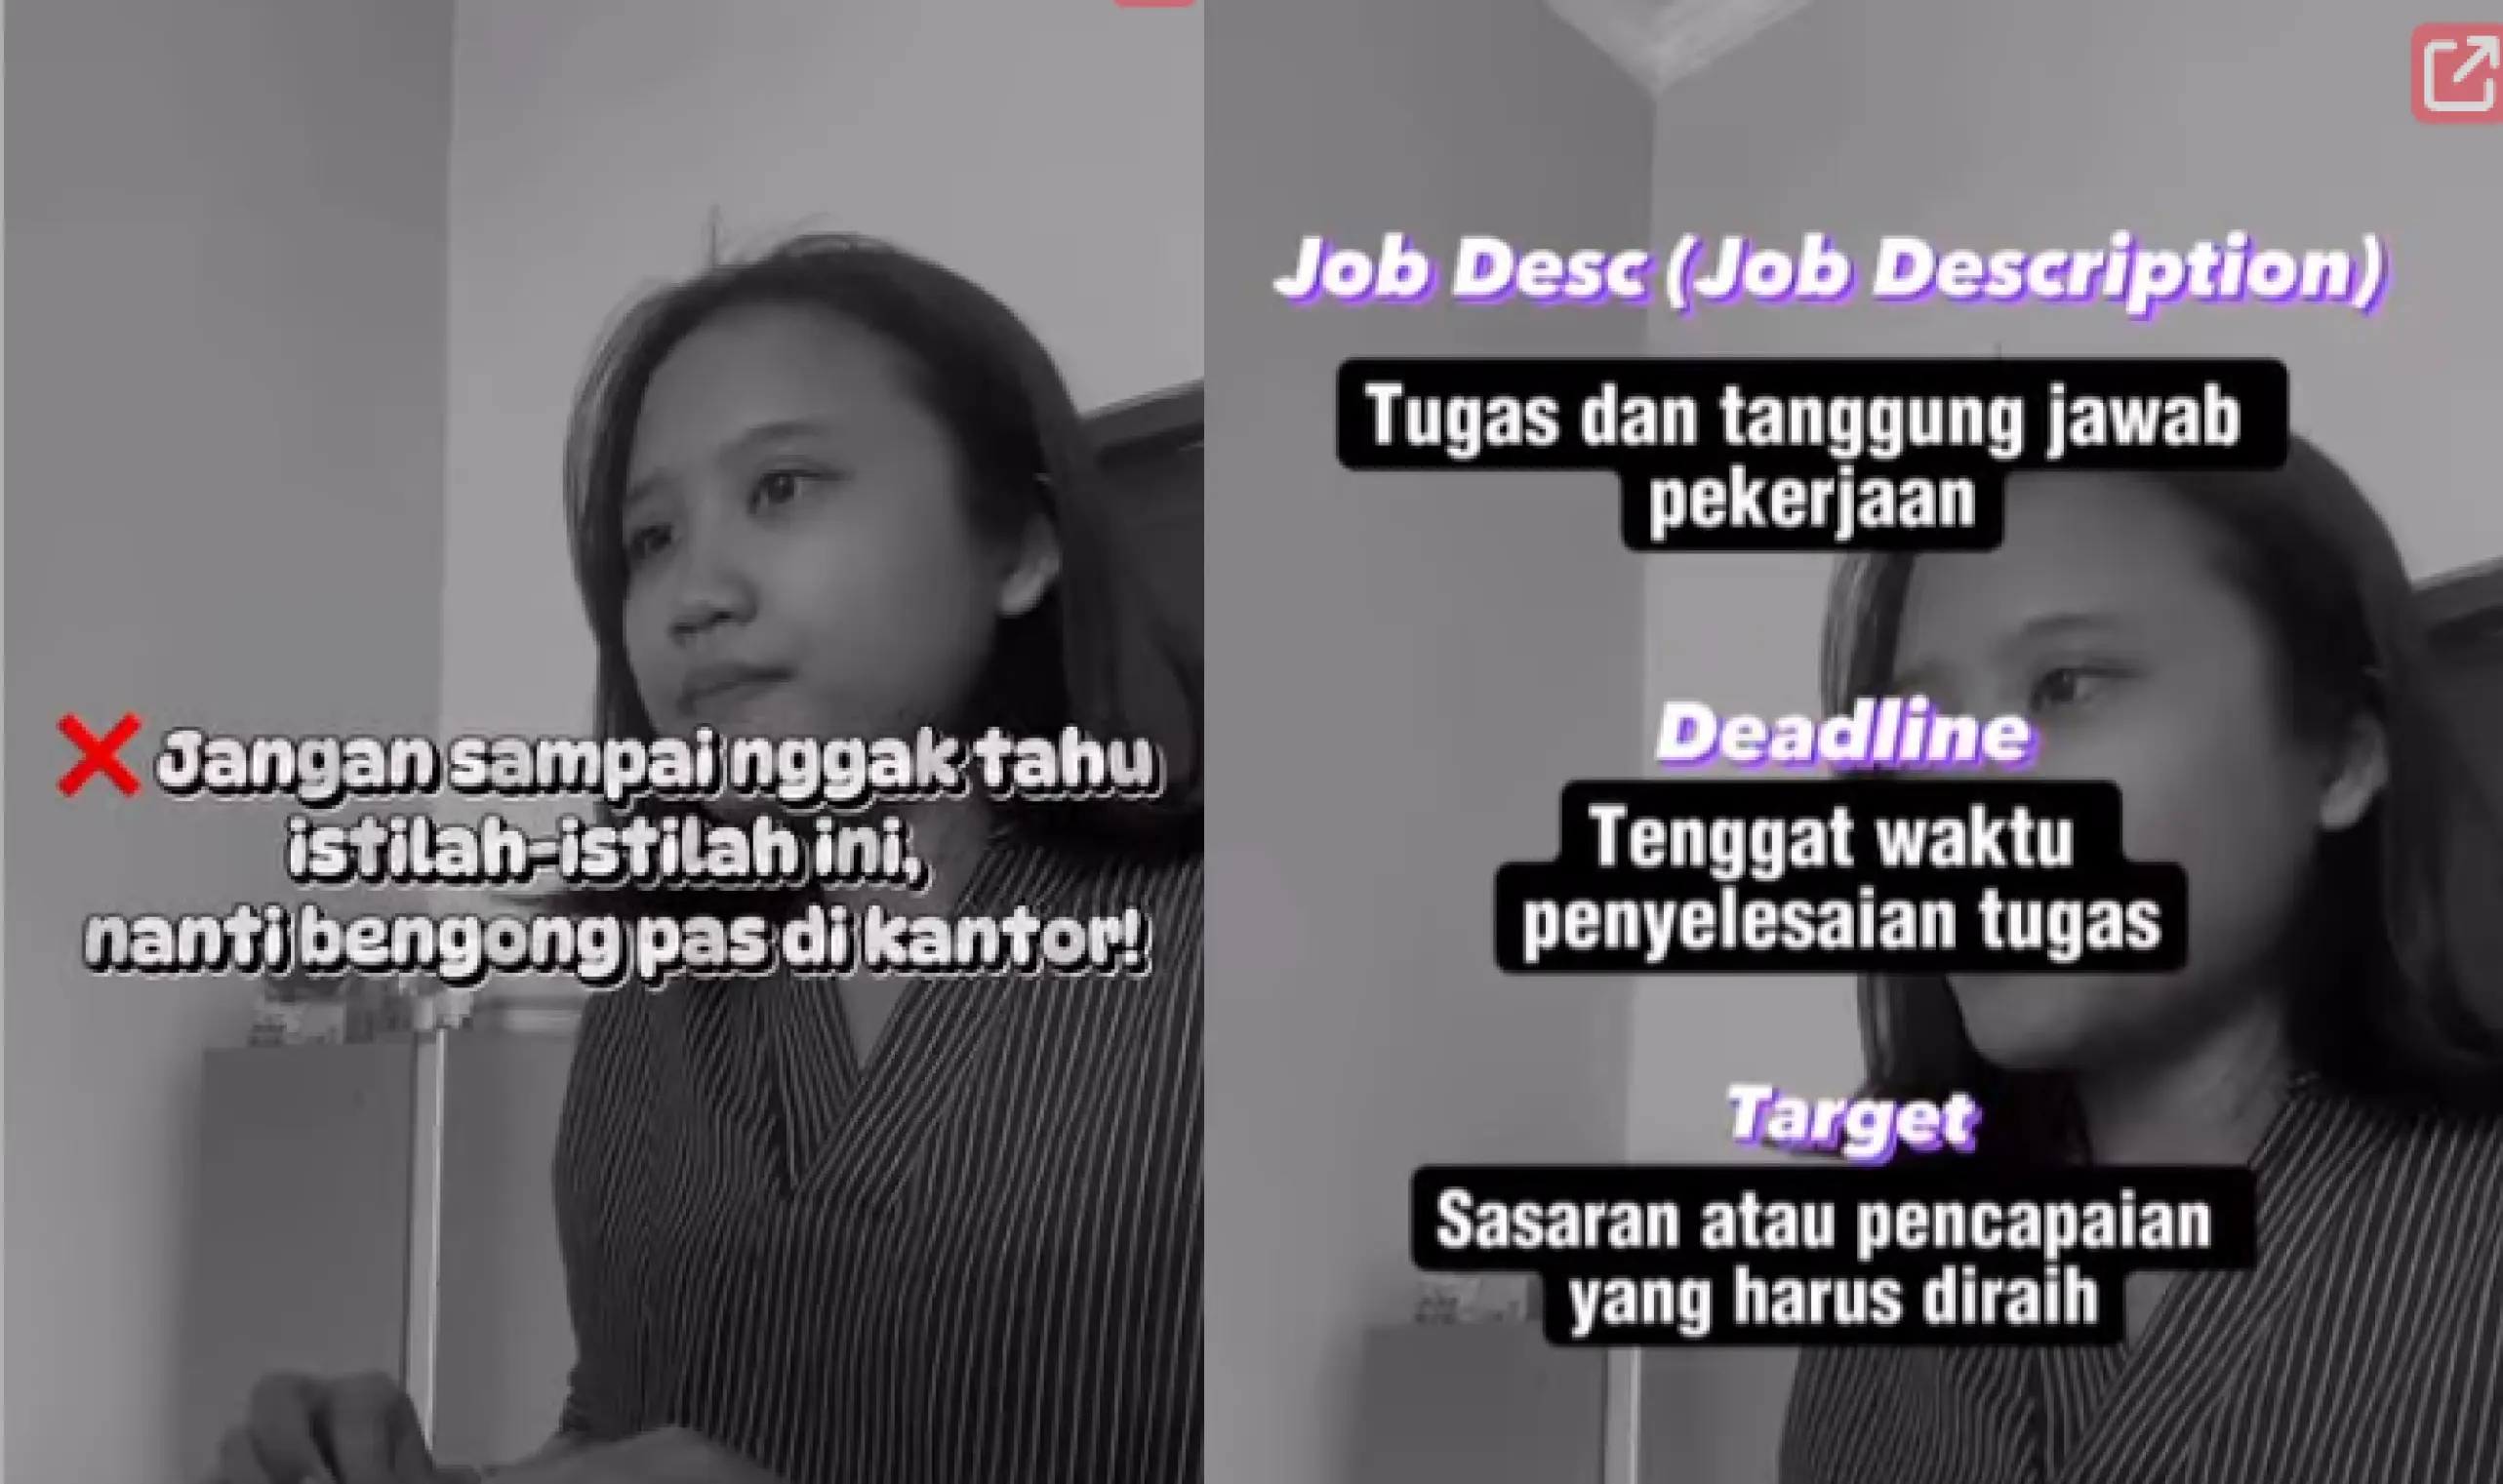 ❌ Jangan sampai nggak tahu
istilah-istilah ini,
nanti bengong pas di kantor!
Job Desc (Job Description)
Tugas dan tanggung jawab
pekerjaan
Deadline
Tenggat waktu
penyelesaian tugas
Target
Sasaran atau pencapaian
yang harus diraih